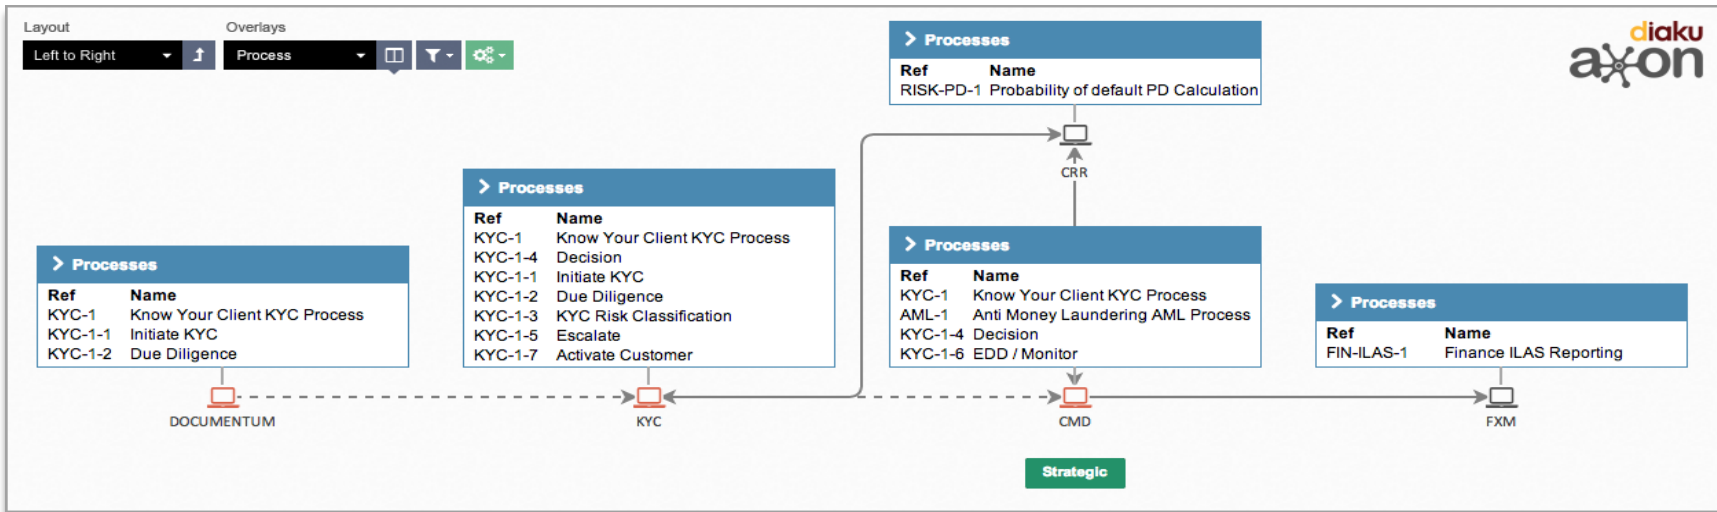 Layout
Overlays
Left to Right
Process
diaku
axon
Processes
Ref Name
RISK-PD-1 Probability of default PD Calculation
CRR
Processes
Ref Name
KYC-1 Know Your Client KYC Process
KYC-1-1 Initiate KYC
KYC-1-2 Due Diligence
DOCUMENTUM
Processes
Ref Name
KYC-1 Know Your Client KYC Process
KYC-1-4 Decision
KYC-1-1 Initiate KYC
KYC-1-2 Due Diligence
KYC-1-3 KYC Risk Classification
KYC-1-5 Escalate
KYC-1-7 Activate Customer
KYC
Processes
Ref Name
KYC-1 Know Your Client KYC Process
AML-1 Anti Money Laundering AML Process
KYC-1-4 Decision
KYC-1-6 EDD / Monitor
CMD
Strategic
Processes
Ref Name
FIN-ILAS-1 Finance ILAS Reporting
FXM